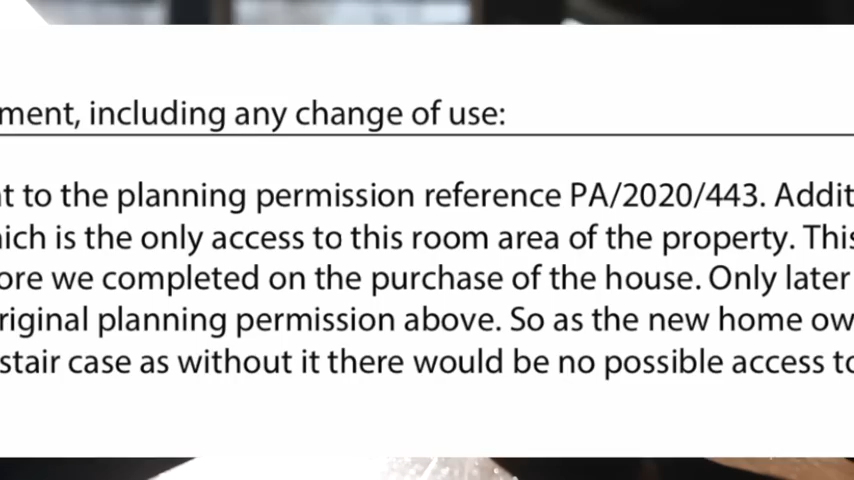 ment, including any change of use:
t to the planning permission reference PA/2020/443. Addit
ich is the only access to this room area of the property. This
ore we completed on the purchase of the house. Only later
riginal planning permission above. So as the new home ow
stair case as without it there would be no possible access to